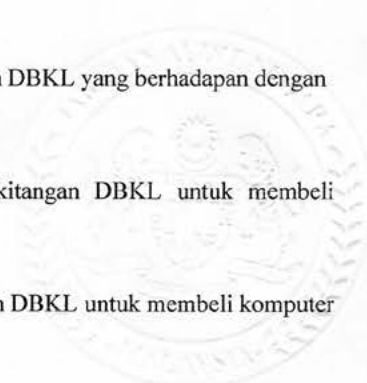 DBKL yang berhadapan dengan
kitangan DBKL untuk membeli
DBKL untuk membeli komputer